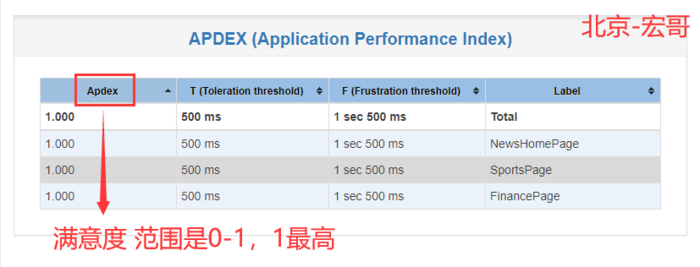 北京-宏哥
APDEX (Application Performance Index)
Apdex T (Toleration threshold) F (Frustration threshold) Label
1.000 500 ms 1 sec 500 ms Total
1.000 500 ms 1 sec 500 ms NewsHomePage
1.000 500 ms 1 sec 500 ms SportsPage
1.000 500 ms 1 sec 500 ms FinancePage
满意度 范围是0-1，1最高